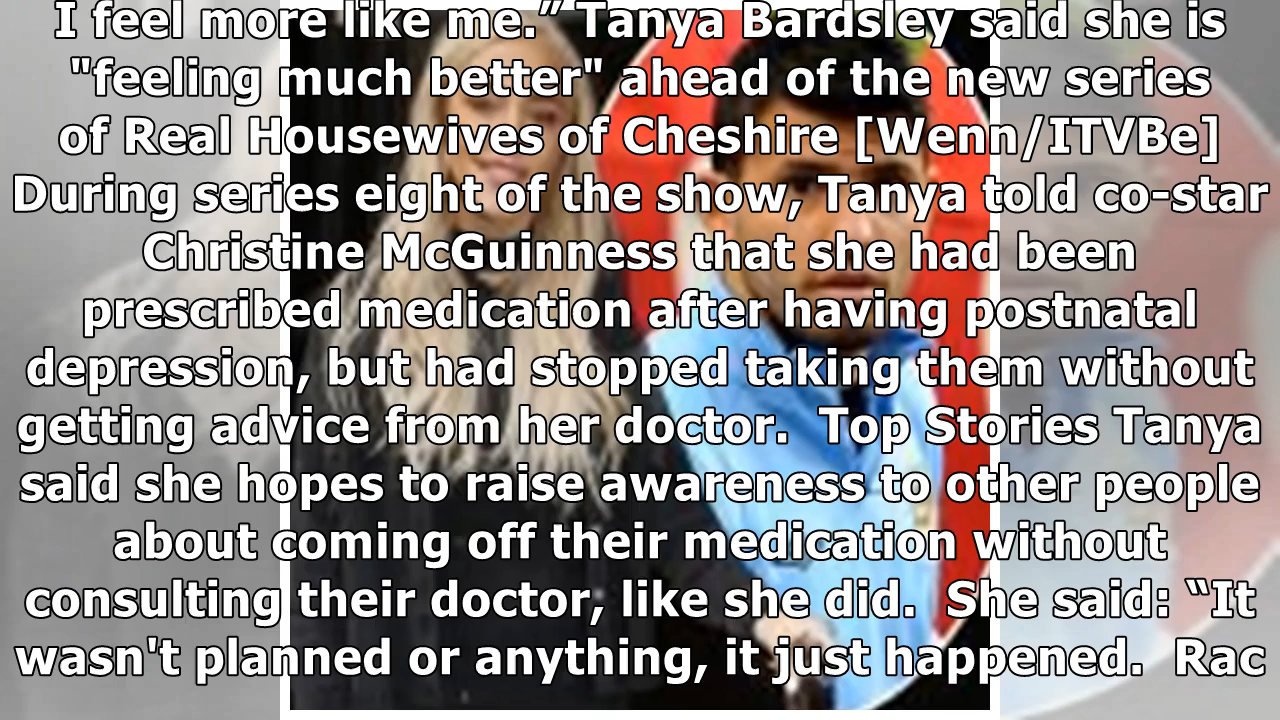 I feel more like me.” Tanya Bardsley said she is
"feeling much better" ahead of the new series
of Real Housewives of Cheshire [Wenn/ITVBe]
During series eight of the show, Tanya told co-star
Christine McGuinness that she had been
prescribed medication after having postnatal
depression, but had stopped taking them without
getting advice from her doctor.  Top Stories Tanya
said she hopes to raise awareness to other people
about coming off their medication without
consulting their doctor, like she did.  She said: “It
wasn't planned or anything, it just happened.  Rac